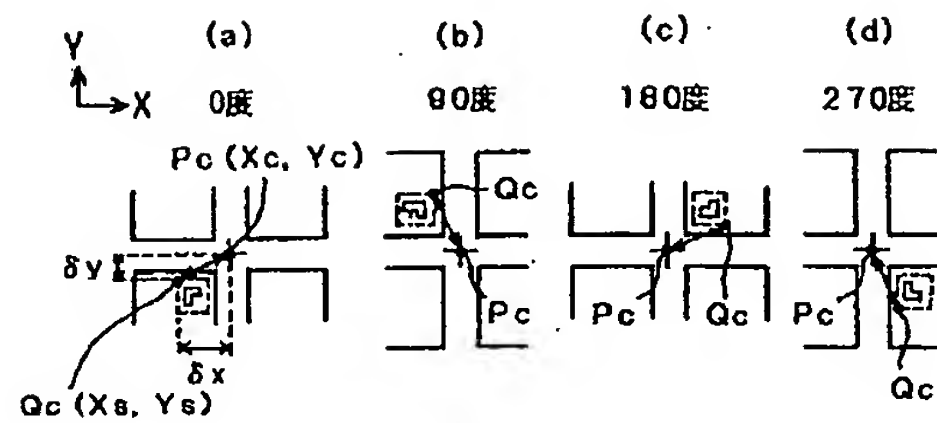 (a) (b) (c) (d)
Y
X
0度 90度 180度 270度
Pc (Xc, Yc)
Qc
δy
Pc Pc Qc Pc
δx
Qc
Qc (Xs, Ys)